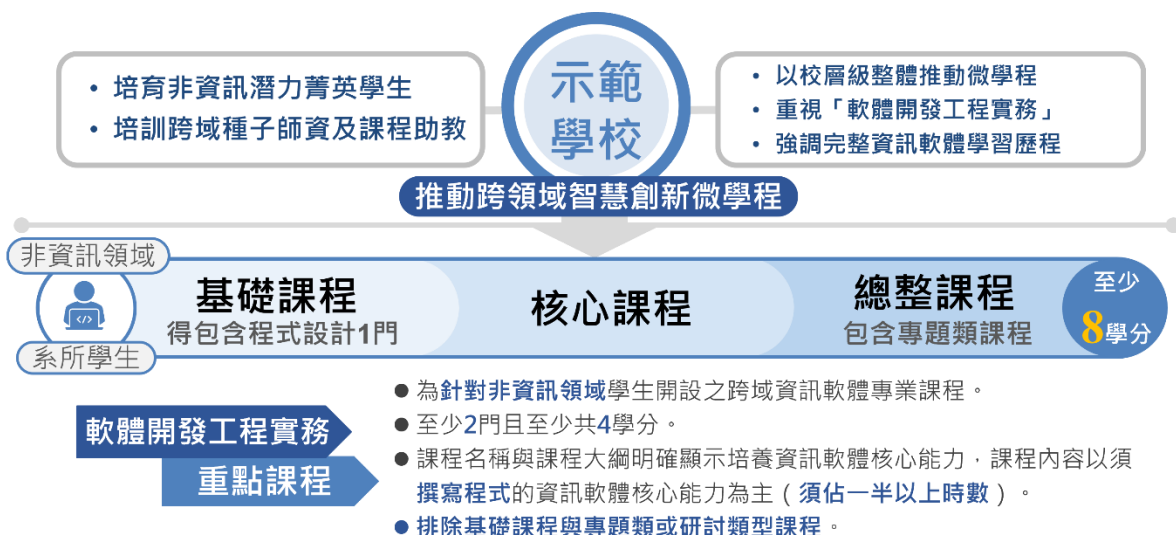 • 培育非資訊潛力菁英學生
• 培訓跨域種子師資及課程助教
示範
學校
• 以校層級整體推動微學程
• 重視「軟體開發工程實務」
• 強調完整資訊軟體學習歷程
推動跨領域智慧創新微學程
非資訊領域
</>
系所學生
基礎課程
得包含程式設計1門
核心課程
總整課程
包含專題類課程
至少
8學分
軟體開發工程實務
重點課程
● 為針對非資訊領域學生開設之跨域資訊軟體專業課程。
● 至少2門且至少共4學分。
● 課程名稱與課程大綱明確顯示培養資訊軟體核心能力，課程內容以須
撰寫程式的資訊軟體核心能力為主（須佔一半以上時數）。
● 排除基礎課程與專題類或研討類型課程。